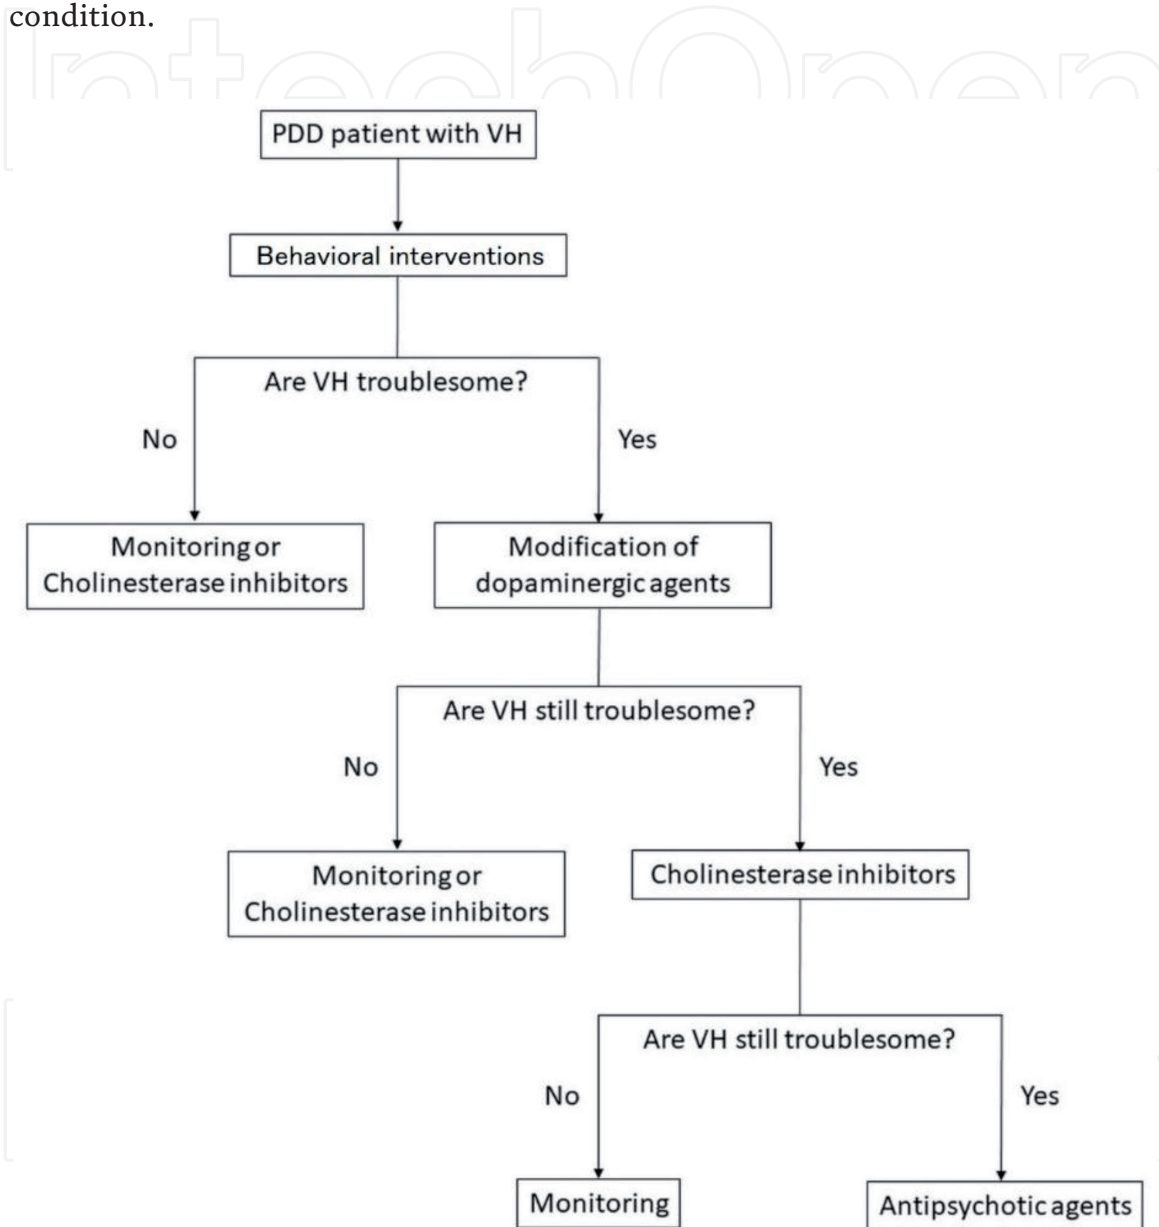 condition.
IntechOpen
PDD patient with VH
Behavioral interventions
Are VH troublesome?
No
Yes
Monitoring or
Cholinesterase inhibitors
Modification of
dopaminergic agents
Are VH still troublesome?
No
Yes
Monitoring or
Cholinesterase inhibitors
Cholinesterase inhibitors
Are VH still troublesome?
No
Yes
Monitoring
Antipsychotic agents